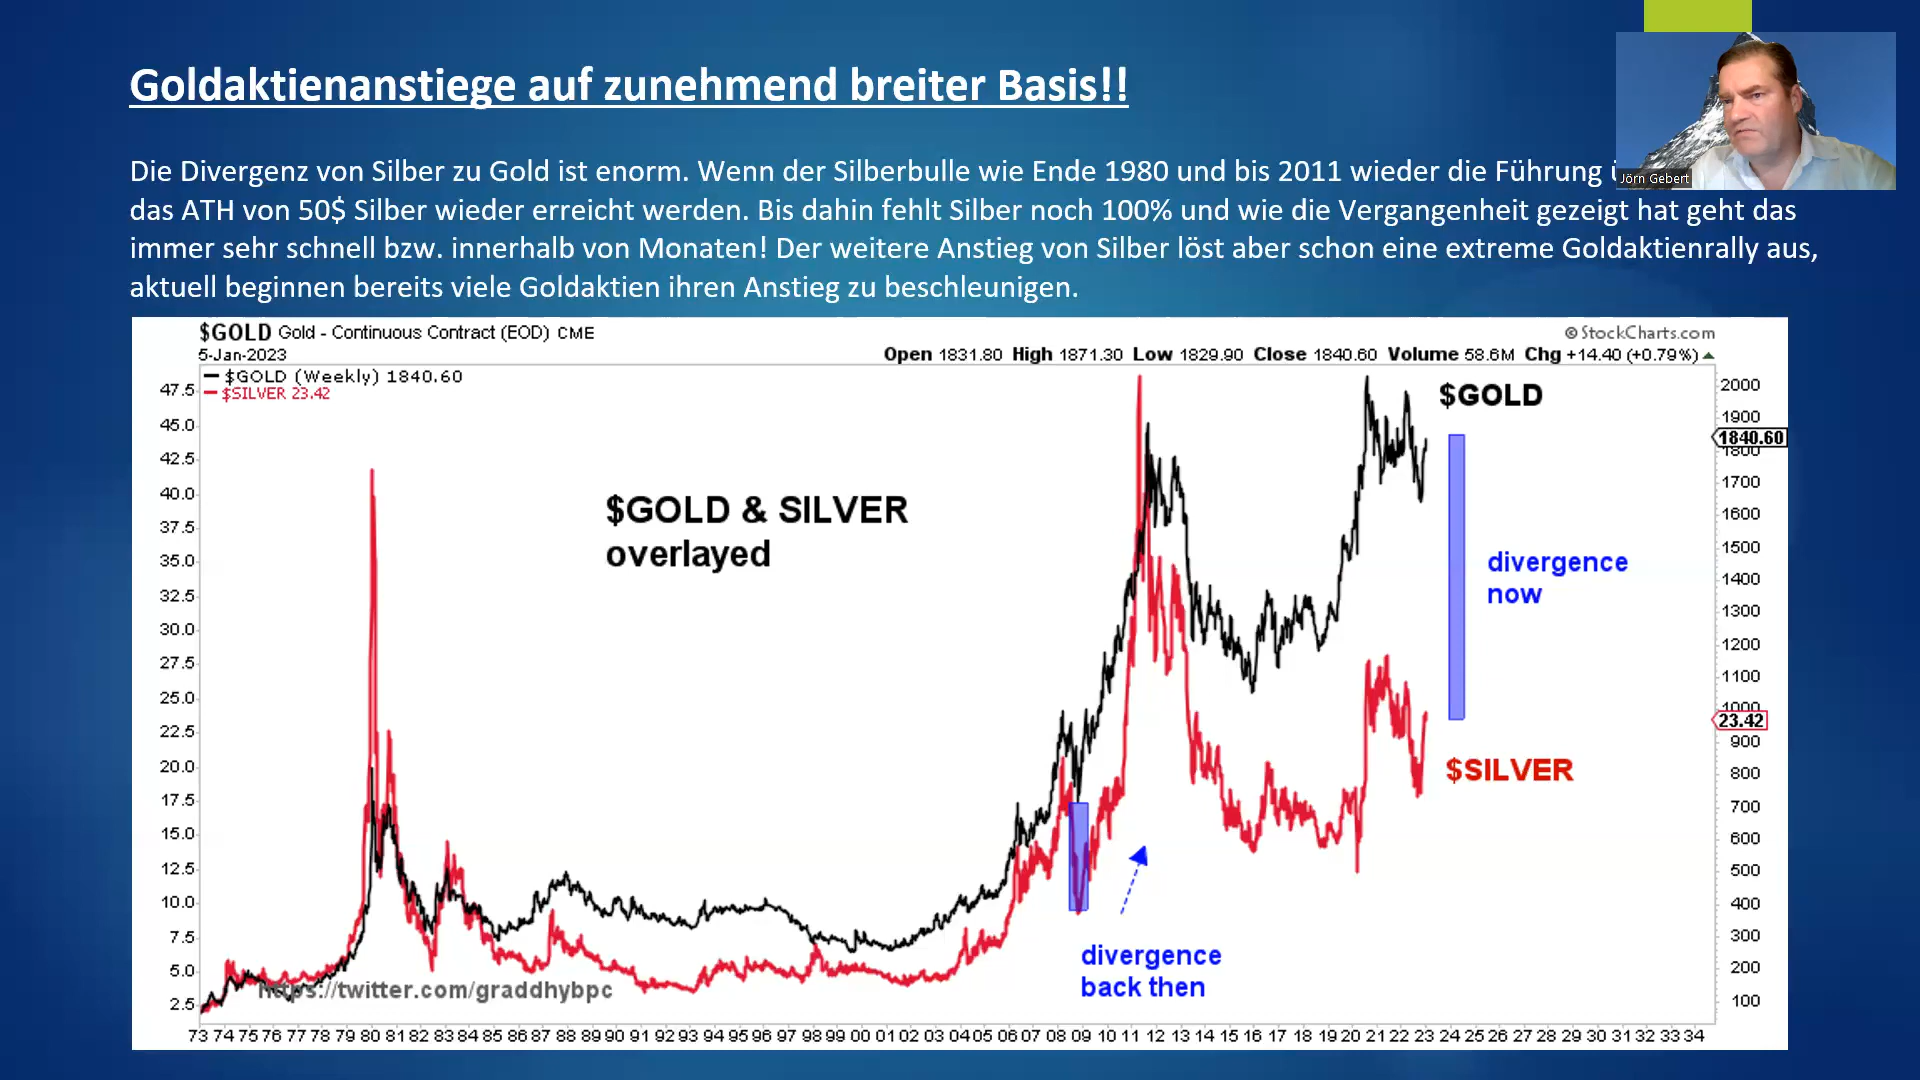 Goldaktienanstiege auf zunehmend breiter Basis!!
Jörn Gebert
Die Divergenz von Silber zu Gold ist enorm. Wenn der Silberbulle wie Ende 1980 und bis 2011 wieder die Führung
das ATH von 50$ Silber wieder erreicht werden. Bis dahin fehlt Silber noch 100% und wie die Vergangenheit gezeigt hat geht das
immer sehr schnell bzw. innerhalb von Monaten! Der weitere Anstieg von Silber löst aber schon eine extreme Goldaktienrally aus,
aktuell beginnen bereits viele Goldaktien ihren Anstieg zu beschleunigen.
$GOLD Gold - Continuous Contract (EOD) CME
© StockCharts.com
5-Jan-2023
Open 1831.80 High 1871.30 Low 1829.90 Close 1840.60 Volume 58.6M Chg +14.40 (+0.79%)
$GOLD (Weekly) 1840.60
$SILVER 23.42
47.5
45.0
42.5
40.0
37.5
35.0
32.5
30.0
27.5
25.0
22.5
20.0
17.5
15.0
12.5
10.0
7.5
5.0
2.5
$GOLD & SILVER
overlayed
$GOLD
divergence
now
$SILVER
divergence
back then
https://twitter.com/graddhybpc
2000
1900
1840.60
1800
1700
1600
1500
1400
1300
1200
1100
1000
23.42
900
800
700
600
500
400
300
200
100
73 74 75 76 77 78 79 80 81 82 83 84 85 86 87 88 89 90 91 92 93 94 95 96 97 98 99 00 01 02 03 04 05 06 07 08 09 10 11 12 13 14 15 16 17 18 19 20 21 22 23 24 25 26 27 28 29 30 31 32 33 34